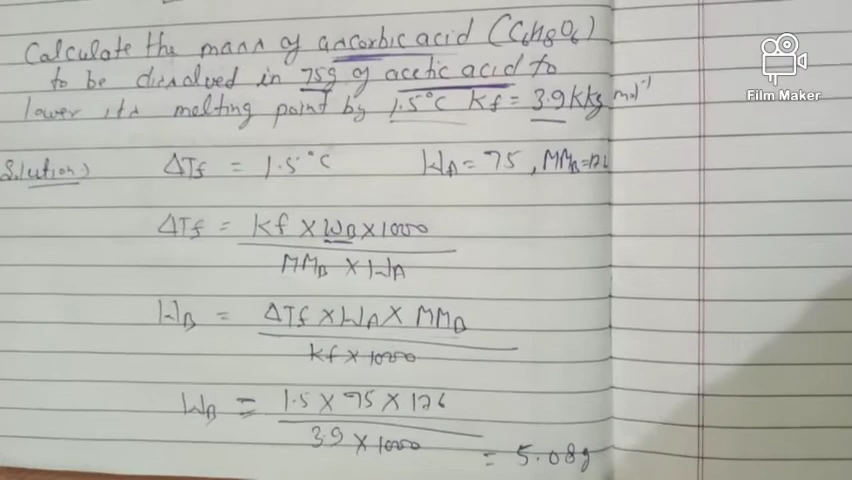 Calculate the mass of ascorbic acid (C6H8O6)
to be dissolved in 75g of acetic acid to
lower its melting point by 1.5°C Kf = 3.9 K kg mol⁻¹
Film Maker
Solution:) ΔTf = 1.5°C WA = 75, MMB = 176
ΔTf = Kf × WB × 1000
MMB × WA
WB = ΔTf × WA × MMB
Kf × 1000
WB = 1.5 × 75 × 176
3.9 × 1000
= 5.08g